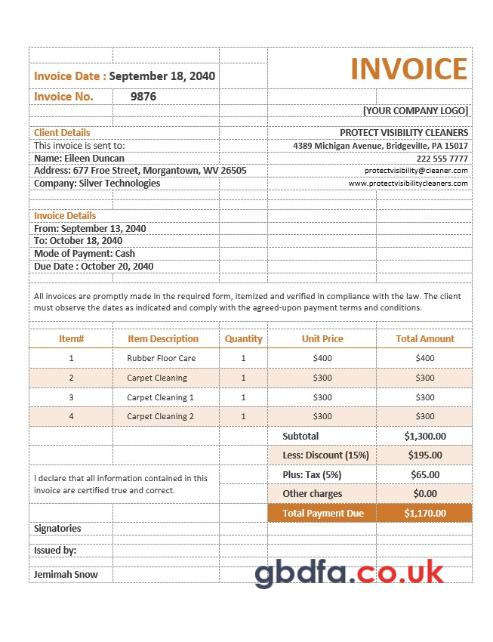 INVOICE
Invoice Date : September 18, 2040
Invoice No. 9876
[YOUR COMPANY LOGO]
Client Details PROTECT VISIBILITY CLEANERS
This invoice is sent to: 4389 Michigan Avenue, Bridgeville, PA 15017
Name: Eileen Duncan 222 555 7777
Address: 677 Froe Street, Morgantown, WV 26505 protectvisibility@cleaner.com
Company: Silver Technologies www.protectvisibilitycleaners.com
Invoice Details
From: September 13, 2040
To: October 18, 2040
Mode of Payment: Cash
Due Date : October 20, 2040
All invoices are promptly made in the required form, itemized and verified in compliance with the law. The client
must observe the dates as indicated and comply with the agreed-upon payment terms and conditions.
Item# Item Description Quantity Unit Price Total Amount
1 Rubber Floor Care 1 $400 $400
2 Carpet Cleaning 1 $300 $300
3 Carpet Cleaning 1 1 $300 $300
4 Carpet Cleaning 2 1 $300 $300
Subtotal $1,300.00
Less: Discount (15%) $195.00
Plus: Tax (5%) $65.00
I declare that all information contained in this
invoice are certified true and correct.
Other charges $0.00
Total Payment Due $1,170.00
Signatories
Issued by:
Jemimah Snow
gbdfa.co.uk